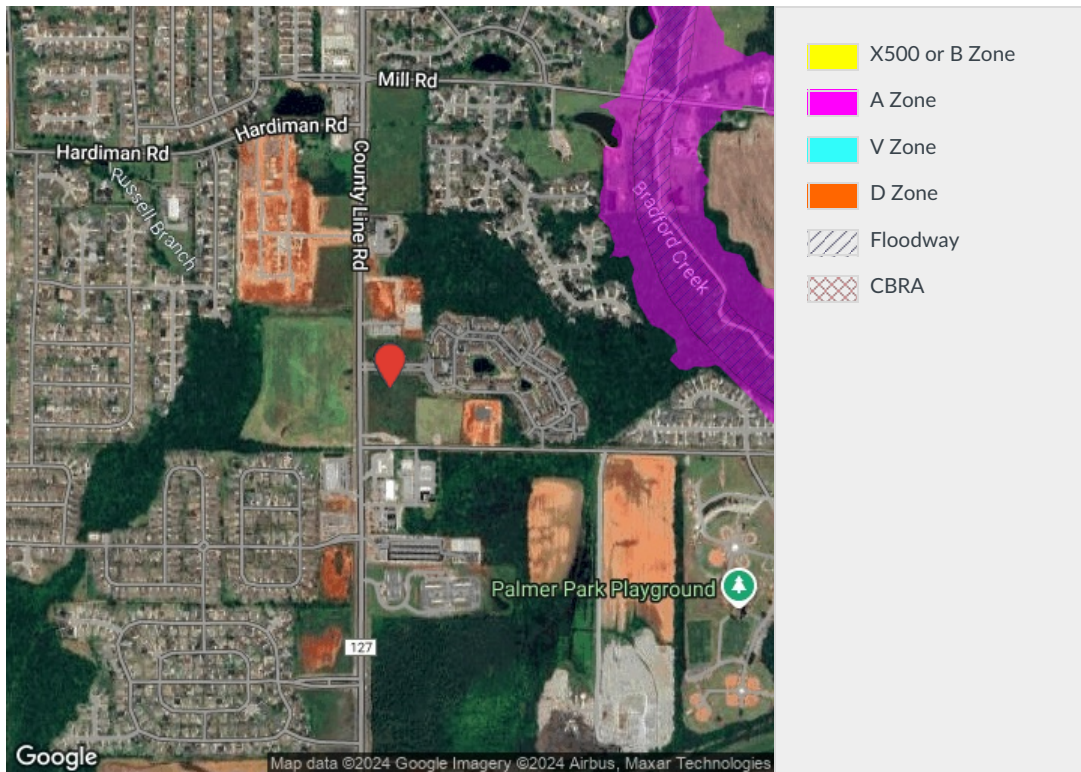 Mill Rd
Hardiman Rd
Hardiman Rd
County Line Rd
Russell Branch
Bradford Creek
Google
Palmer Park Playground
127
Google
Map data ©2024 Google Imagery ©2024 Airbus, Maxar Technologies
X500 or B Zone
A Zone
V Zone
D Zone
Floodway
CBRA